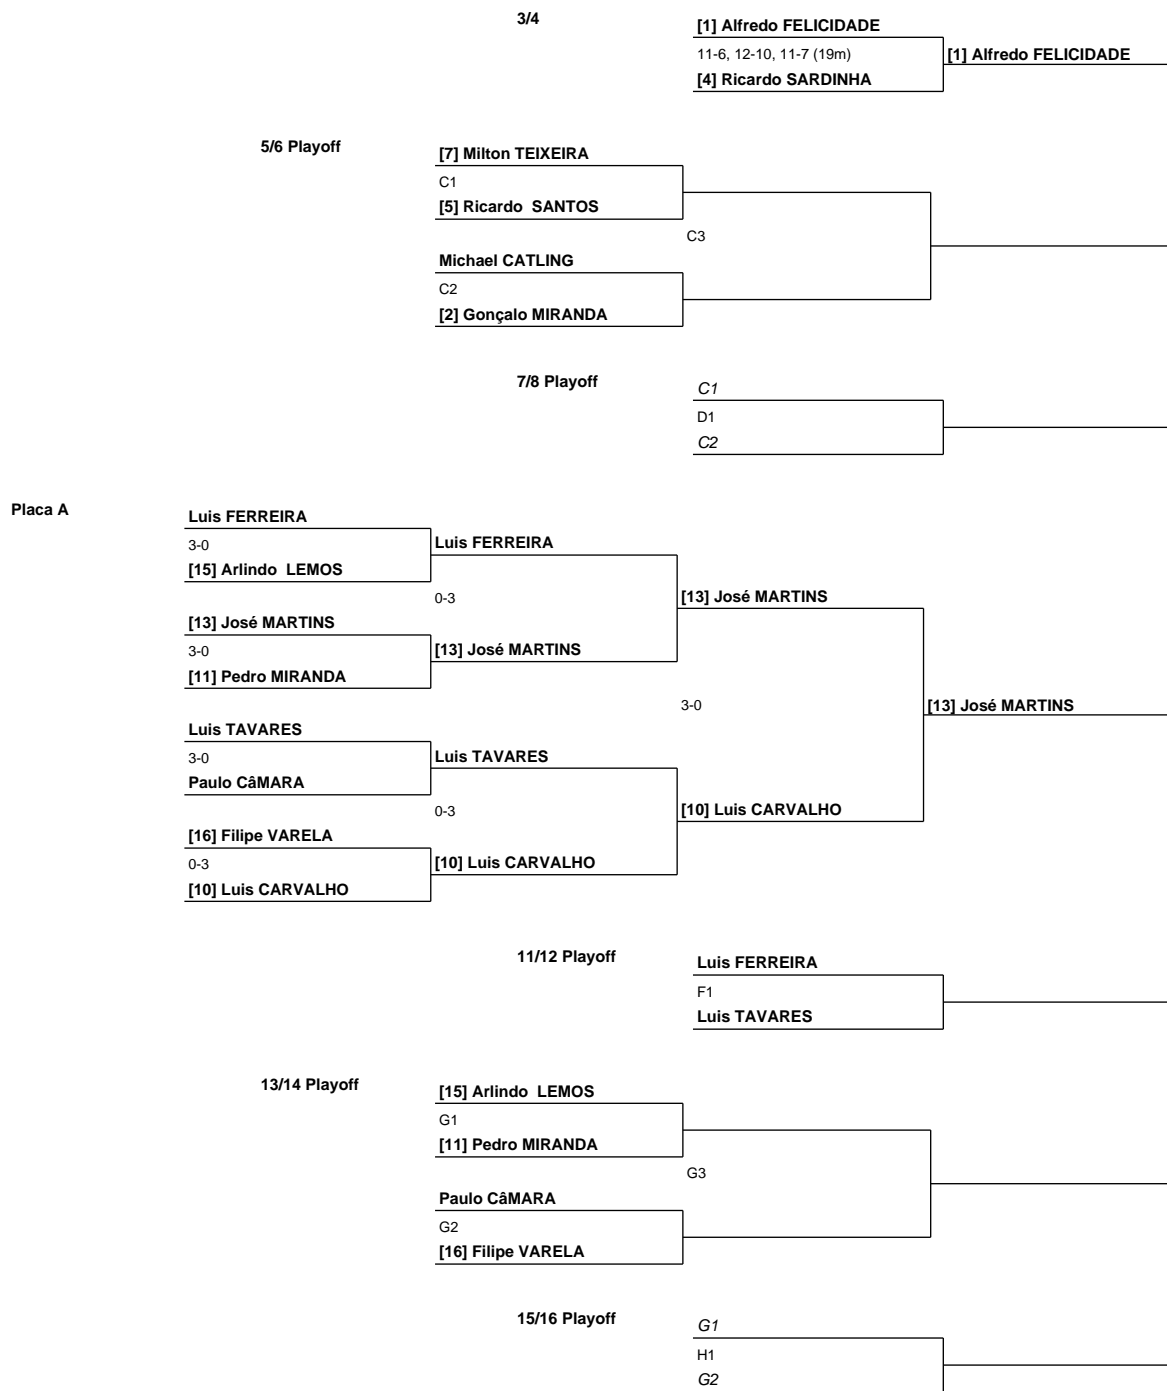 3/4
[1] Alfredo FELICIDADE
11-6, 12-10, 11-7 (19m)
[1] Alfredo FELICIDADE
[4] Ricardo SARDINHA
5/6 Playoff
[7] Milton TEIXEIRA
C1
[5] Ricardo  SANTOS
C3
Michael CATLING
C2
[2] Gonçalo MIRANDA
7/8 Playoff
C1
D1
C2
Placa A
Luis FERREIRA
3-0
Luis FERREIRA
[15] Arlindo  LEMOS
0-3
[13] José MARTINS
[13] José MARTINS
3-0
[13] José MARTINS
[11] Pedro MIRANDA
3-0
[13] José MARTINS
Luis TAVARES
3-0
Luis TAVARES
Paulo CâMARA
0-3
[10] Luis CARVALHO
[16] Filipe VARELA
0-3
[10] Luis CARVALHO
[10] Luis CARVALHO
11/12 Playoff
Luis FERREIRA
F1
Luis TAVARES
13/14 Playoff
[15] Arlindo  LEMOS
G1
[11] Pedro MIRANDA
G3
Paulo CâMARA
G2
[16] Filipe VARELA
15/16 Playoff
G1
H1
G2